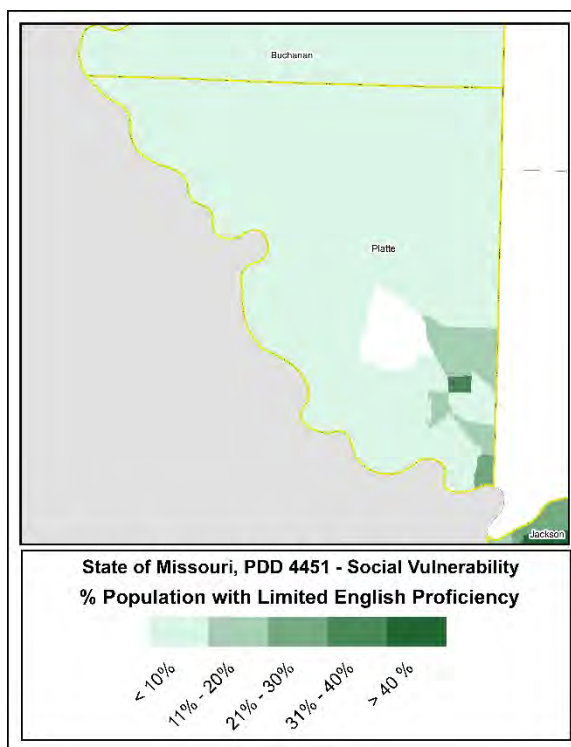 Buchanan
Platte
Jackson
State of Missouri, PDD 4451 - Social Vulnerability
% Population with Limited English Proficiency
< 10%
11% - 20%
21% - 30%
31% - 40%
> 40 %